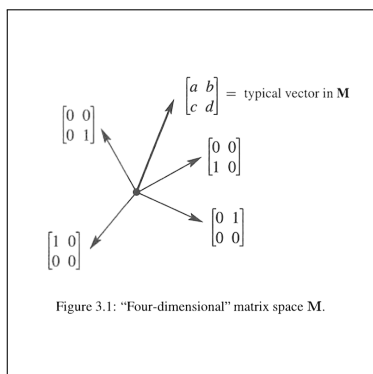 [a b] = typical vector in M
[c d]
[0 0]
[0 1]
[0 0]
[1 0]
[0 1]
[0 0]
[1 0]
[0 0]
Figure 3.1: “Four-dimensional” matrix space M.